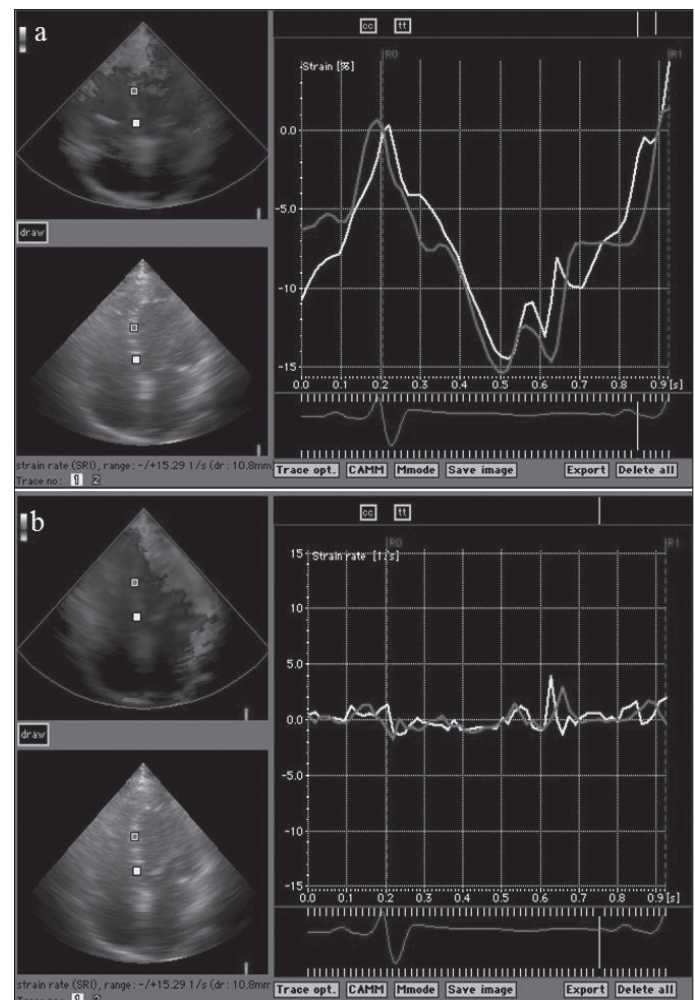 a
cc tt
R0 R1
Strain [%]
0.0
-5.0
-10
-15
0.0 0.1 0.2 0.3 0.4 0.5 0.6 0.7 0.8 0.9 [s]
draw
strain rate (SRI), range: -/+15.29 1/s (dr: 10.8mm
Trace no: 1 2
Trace opt. CAMM Mmode Save image Export Delete all
b
cc tt
R0 R1
Strain rate [1/s]
15
10
5.0
0.0
-5.0
-10
-15
0.0 0.1 0.2 0.3 0.4 0.5 0.6 0.7 0.8 0.9 [s]
draw
strain rate (SRI), range: -/+15.29 1/s (dr: 10.8mm
Trace no: 1 2
Trace opt. CAMM Mmode Save image Export Delete all